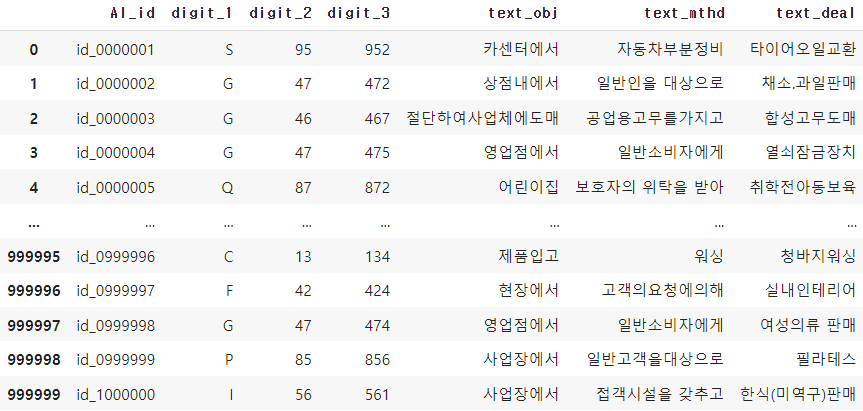 AI_id digit_1 digit_2 digit_3 text_obj text_mthd text_deal
0 id_0000001 S 95 952 카센터에서 자동차부분정비 타이어오일교환
1 id_0000002 G 47 472 상점내에서 일반인을 대상으로 채소.과일판매
2 id_0000003 G 46 467 절단하여사업체에도매 공업용고무를가지고 합성고무도매
3 id_0000004 G 47 475 영업점에서 일반소비자에게 열쇠잠금장치
4 id_0000005 Q 87 872 어린이집 보호자의 위탁을 받아 취학전아동보육
... ... ... ... ... ... ... ...
999995 id_0999996 C 13 134 제품입고 워싱 청바지워싱
999996 id_0999997 F 42 424 현장에서 고객의요청에의해 실내인테리어
999997 id_0999998 G 47 474 영업점에서 일반소비자에게 여성의류 판매
999998 id_0999999 P 85 856 사업장에서 일반고객을대상으로 필라테스
999999 id_1000000 I 56 561 사업장에서 접객시설을 갖추고 한식(미역구)판매